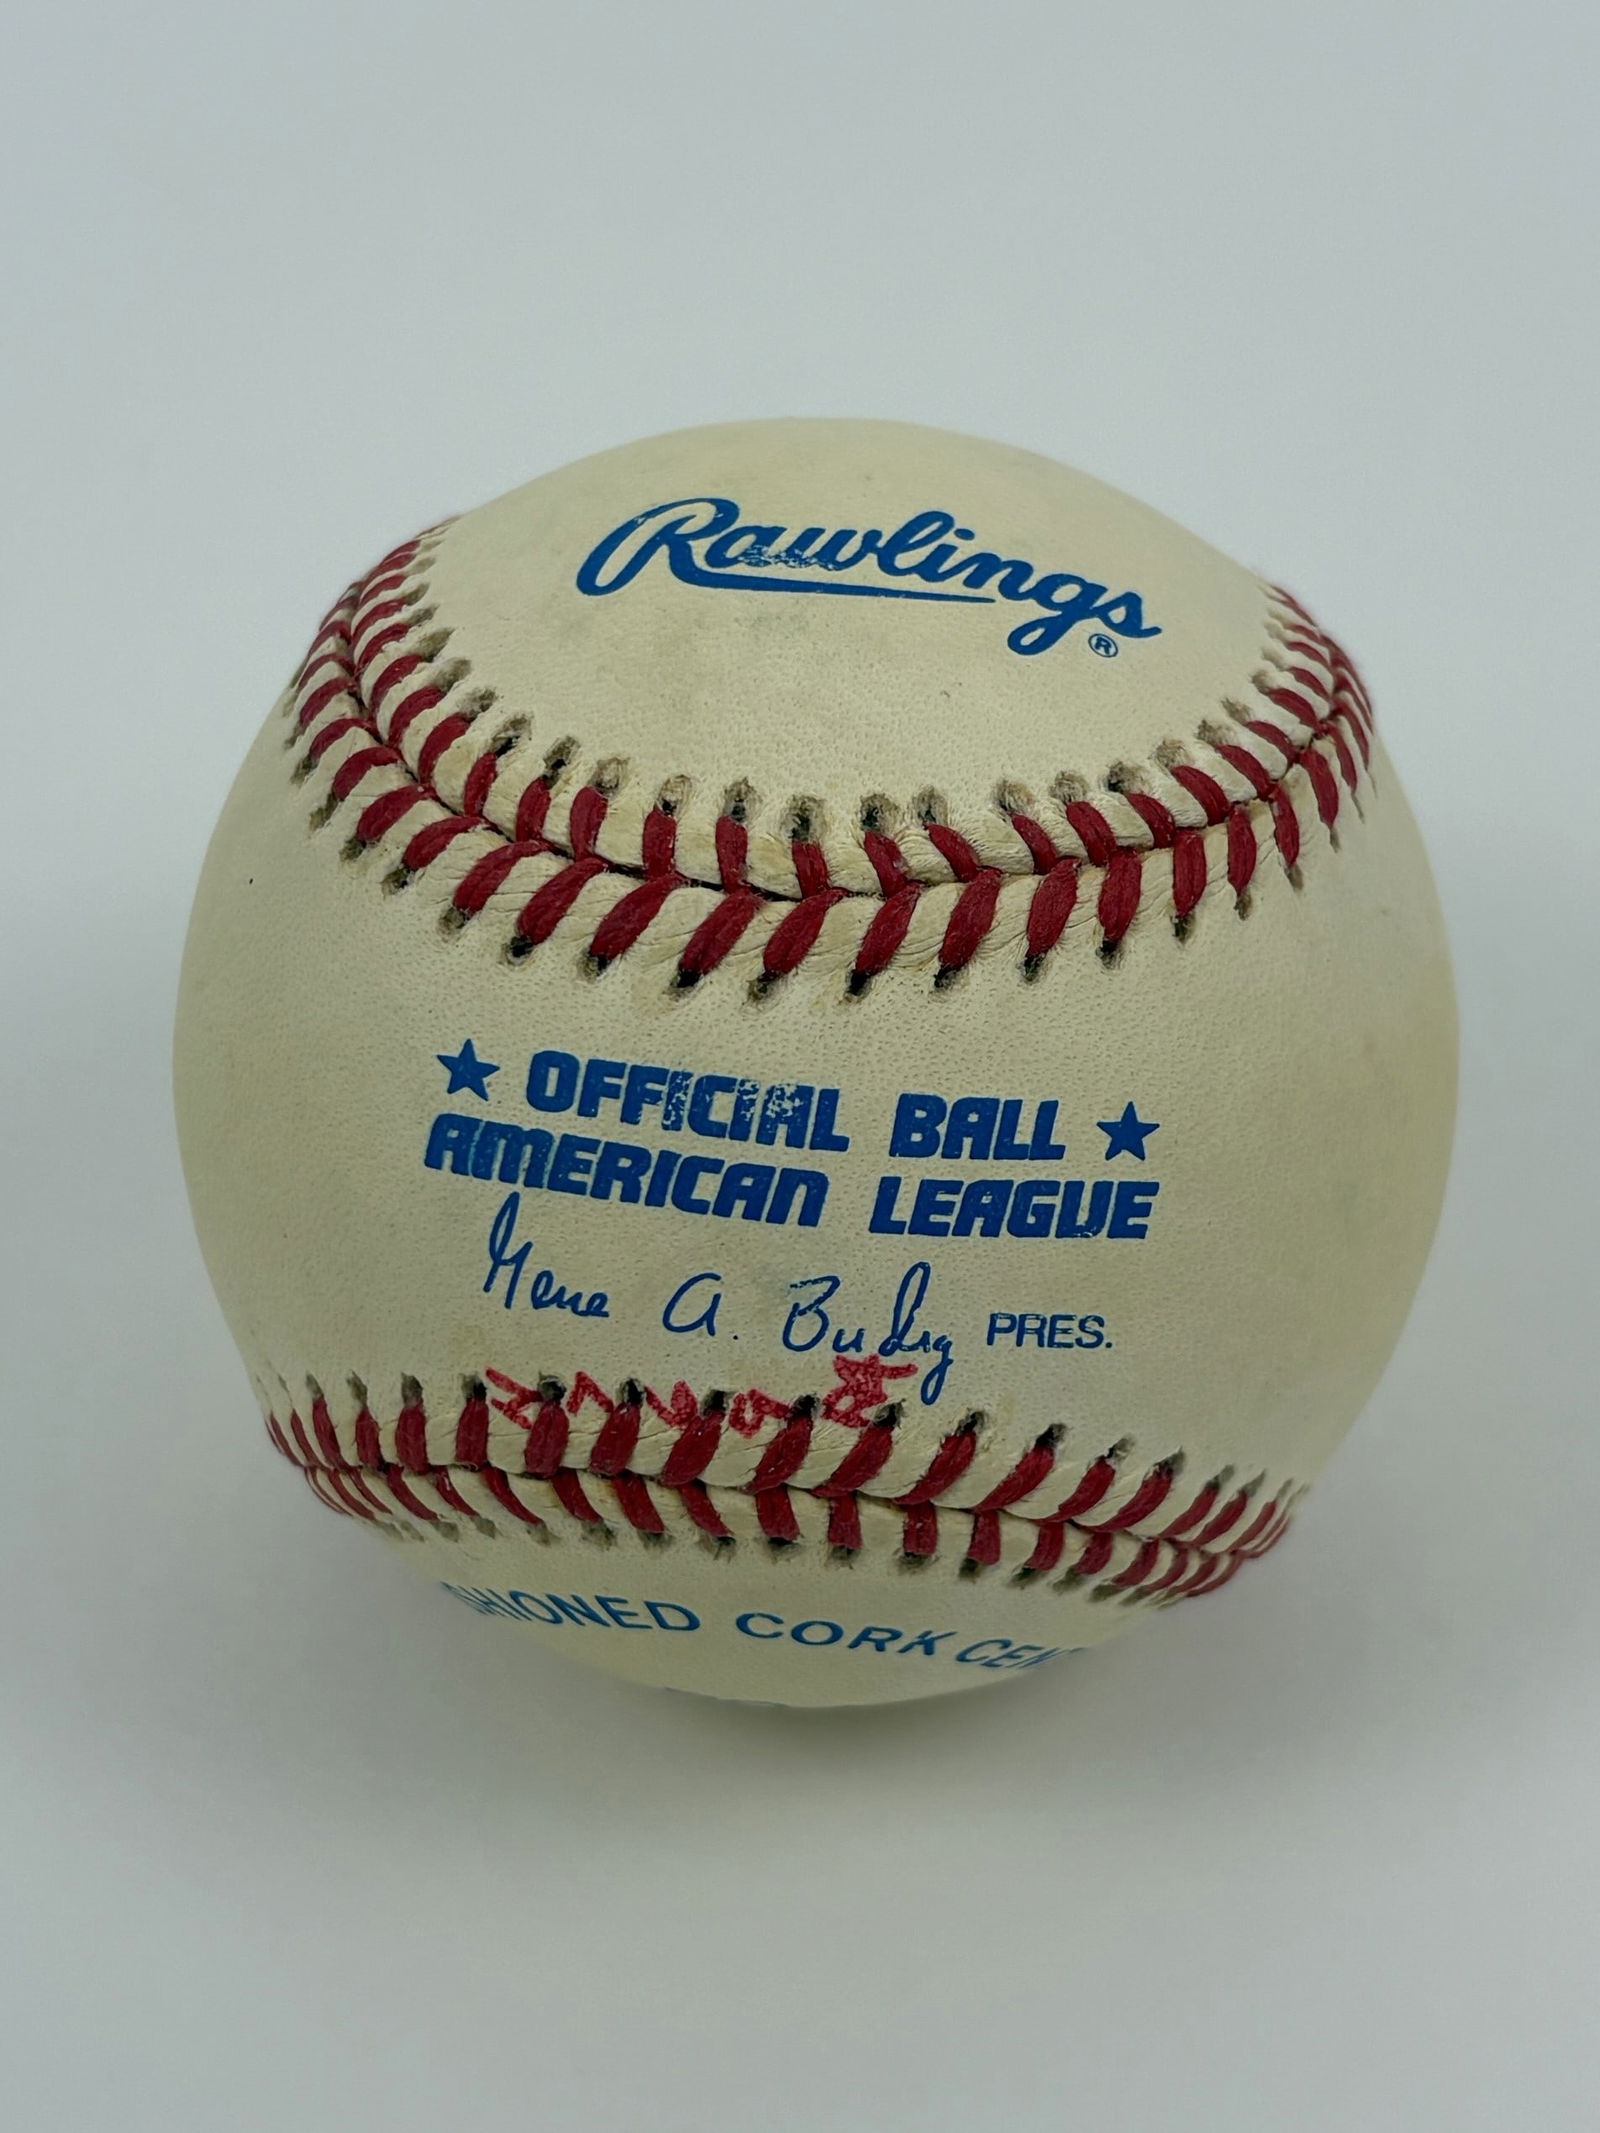 Rawlings®
★ OFFICIAL BALL ★
AMERICAN LEAGUE
Gene A. Budig PRES.
CORK